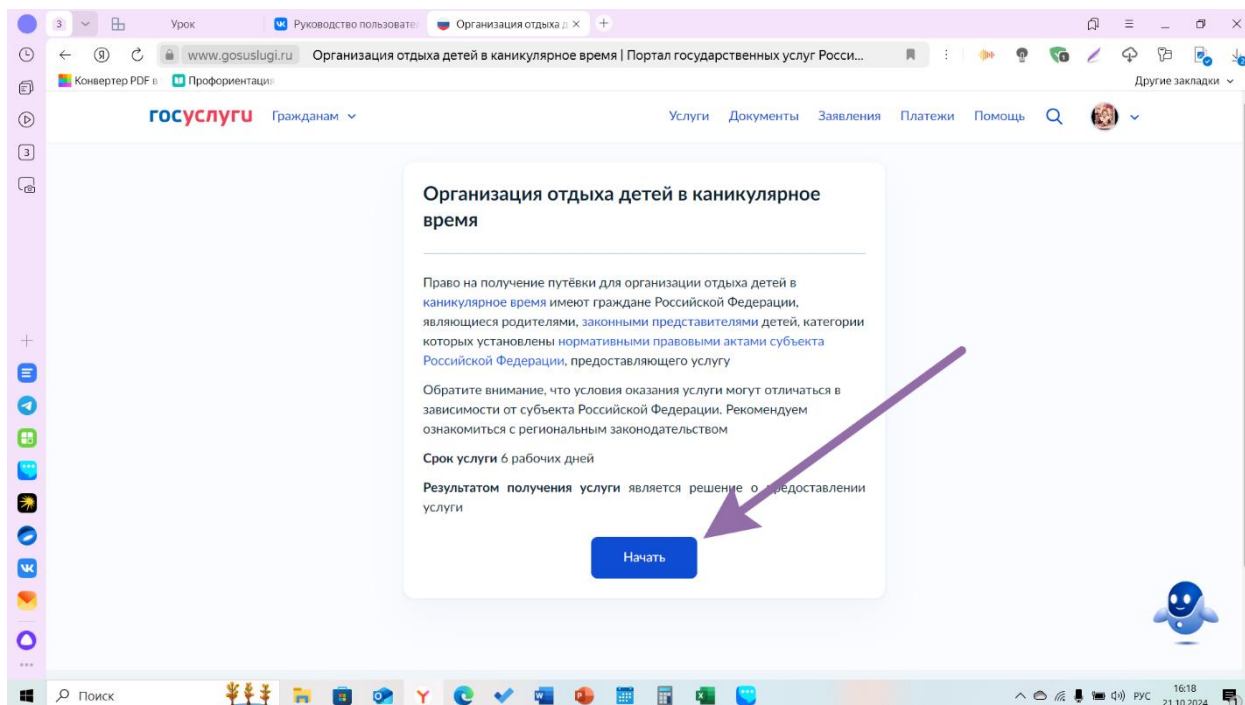 3
Урок
Руководство пользовате
Организация отдыха д
www.gosuslugi.ru Организация отдыха детей в каникулярное время | Портал государственных услуг Росси...
Конвертер PDF в
Профориентация
Другие закладки
госуслуги Гражданам
Услуги Документы Заявления Платежи Помощь
3
Организация отдыха детей в каникулярное
время
Право на получение путёвки для организации отдыха детей в
каникулярное время имеют граждане Российской Федерации,
являющиеся родителями, законными представителями детей, категории
которых установлены нормативными правовыми актами субъекта
Российской Федерации, предоставляющего услугу
Обратите внимание, что условия оказания услуги могут отличаться в
зависимости от субъекта Российской Федерации. Рекомендуем
ознакомиться с региональным законодательством
Срок услуги 6 рабочих дней
Результатом получения услуги является решение о предоставлении
услуги
Начать
Поиск
РУС
16:18
21.10.2024